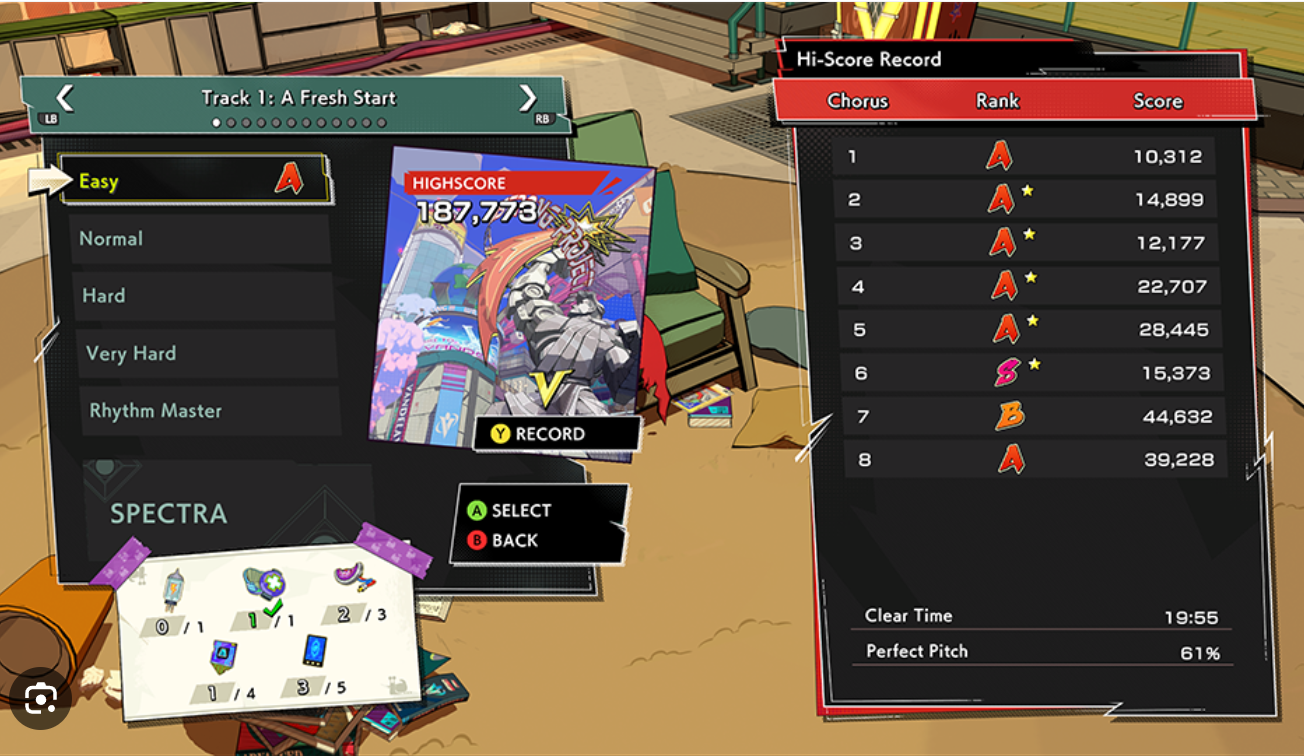 Track 1: A Fresh Start
LB
RB
Easy A
Normal
Hard
Very Hard
Rhythm Master
SPECTRA
HIGHSCORE
187,773
V
Y RECORD
A SELECT
B BACK
0 / 1
1 / 1
2 / 3
1 / 4
3 / 5
Hi-Score Record
Chorus Rank Score
1 A 10,312
2 A 14,899
3 A 12,177
4 A 22,707
5 A 28,445
6 S 15,373
7 B 44,632
8 A 39,228
Clear Time 19:55
Perfect Pitch 61%